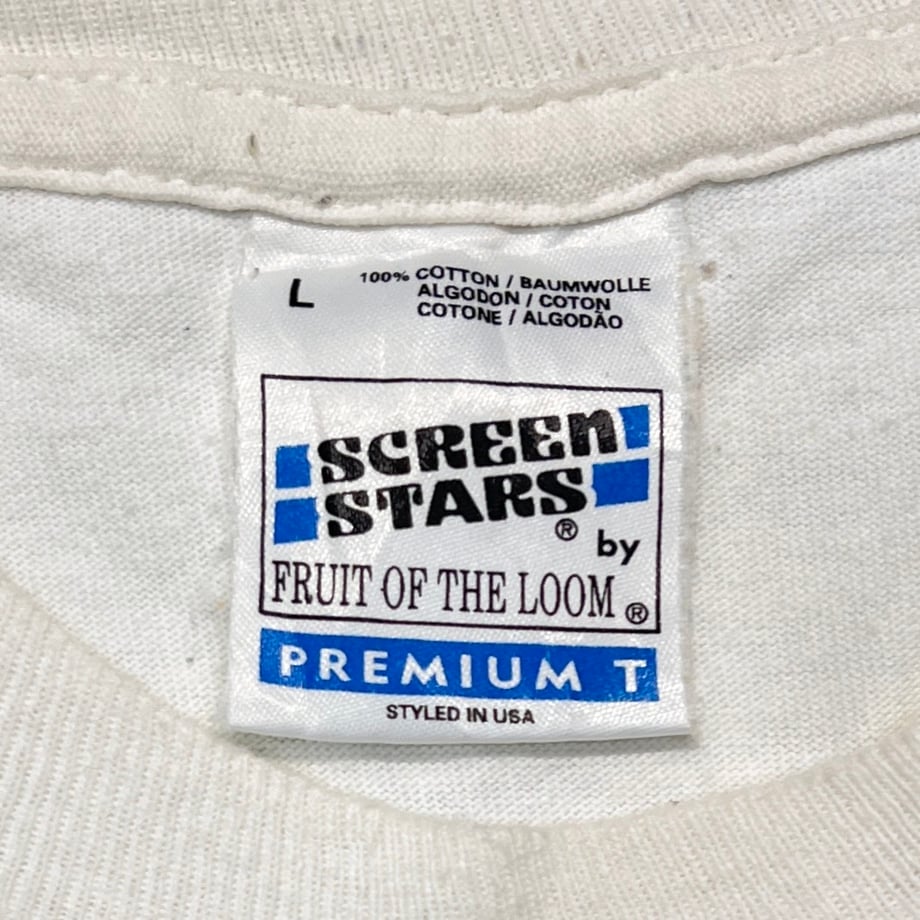 L
100% COTTON / BAUMWOLLE
ALGODON / COTON
COTONE / ALGODÃO
SCREEN
STARS®
by
FRUIT OF THE LOOM®
PREMIUM T
STYLED IN USA